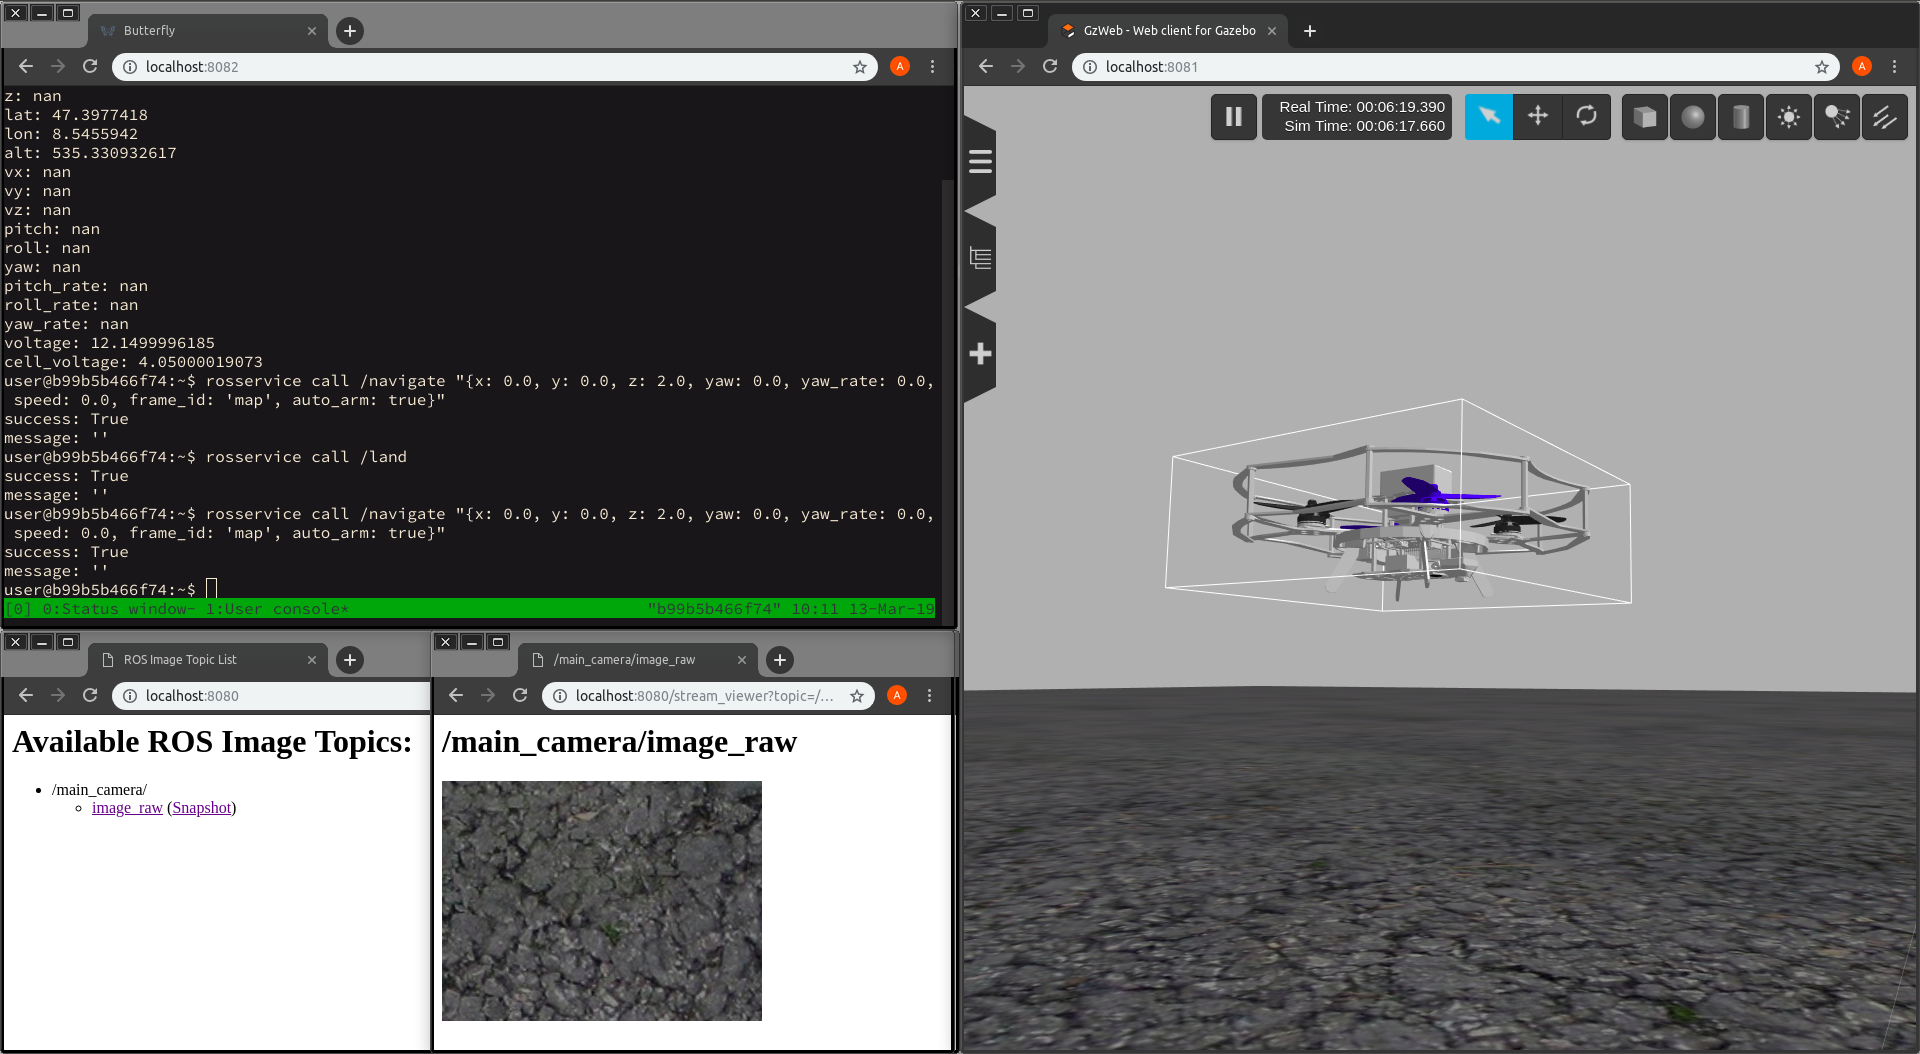 Butterfly
localhost:8082
A
z: nan
lat: 47.3977418
lon: 8.5455942
alt: 535.330932617
vx: nan
vy: nan
vz: nan
pitch: nan
roll: nan
yaw: nan
pitch_rate: nan
roll_rate: nan
yaw_rate: nan
voltage: 12.1499996185
cell_voltage: 4.05000019073
user@b99b5b466f74:~$ rosservice call /navigate "{x: 0.0, y: 0.0, z: 2.0, yaw: 0.0, yaw_rate: 0.0,
speed: 0.0, frame_id: 'map', auto_arm: true}"
success: True
message: ''
user@b99b5b466f74:~$ rosservice call /land
success: True
message: ''
user@b99b5b466f74:~$ rosservice call /navigate "{x: 0.0, y: 0.0, z: 2.0, yaw: 0.0, yaw_rate: 0.0,
speed: 0.0, frame_id: 'map', auto_arm: true}"
success: True
message: ''
user@b99b5b466f74:~$
[0] 0:Status window- 1:User console* "b99b5b466f74" 10:11 13-Mar-19
ROS Image Topic List
localhost:8080
Available ROS Image Topics:
/main_camera/
image_raw (Snapshot)
/main_camera/image_raw
localhost:8080/stream_viewer?topic=/...
A
/main_camera/image_raw
GzWeb - Web client for Gazebo
localhost:8081
A
Real Time: 00:06:19.390
Sim Time: 00:06:17.660